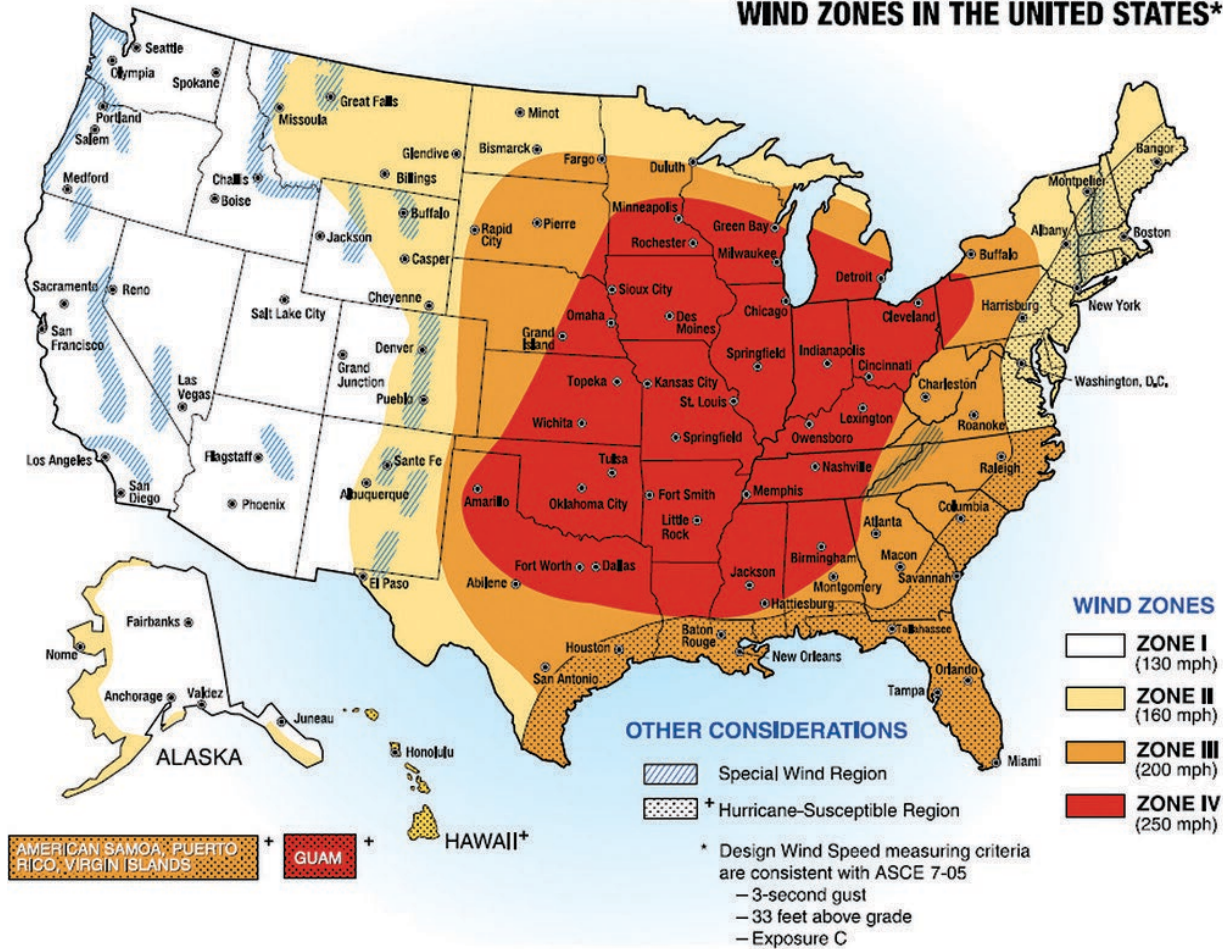 WIND ZONES IN THE UNITED STATES*
Seattle
Olympia
Spokane
Portland
Salem
Medford
Missoula
Great Falls
Challis
Boise
Glendive
Billings
Buffalo
Jackson
Casper
Cheyenne
Minot
Bismarck
Fargo
Duluth
Rapid
City
Pierre
Minneapolis
Rochester
Green Bay
Milwaukee
Detroit
Bangor
Montpelier
Albany
Boston
Buffalo
New York
Harrisburg
Washington, D.C.
Sacramento
Reno
San
Francisco
Salt Lake City
Las
Vegas
Grand
Junction
Denver
Pueblo
Grand
Island
Omaha
Sioux City
Des
Moines
Chicago
Cleveland
Springfield
Indianapolis
Cincinnati
Charleston
Roanoke
Topeka
Kansas City
St. Louis
Lexington
Owensboro
Wichita
Springfield
Nashville
Raleigh
Los Angeles
San
Diego
Flagstaff
Phoenix
Sante Fe
Albuquerque
El Paso
Amarillo
Tulsa
Oklahoma City
Fort Smith
Little
Rock
Memphis
Atlanta
Columbia
Macon
Savannah
Birmingham
Montgomery
Abilene
Fort Worth
Dallas
Jackson
Hattiesburg
Houston
San Antonio
Baton
Rouge
New Orleans
Tallahassee
Orlando
Tampa
Miami
Fairbanks
Nome
Anchorage
Valdez
Juneau
ALASKA
Honolulu
HAWAII+
AMERICAN SAMOA, PUERTO
RICO, VIRGIN ISLANDS
+
GUAM
+
OTHER CONSIDERATIONS
Special Wind Region
+ Hurricane-Susceptible Region
* Design Wind Speed measuring criteria
are consistent with ASCE 7-05
– 3-second gust
– 33 feet above grade
– Exposure C
WIND ZONES
ZONE I
(130 mph)
ZONE II
(160 mph)
ZONE III
(200 mph)
ZONE IV
(250 mph)